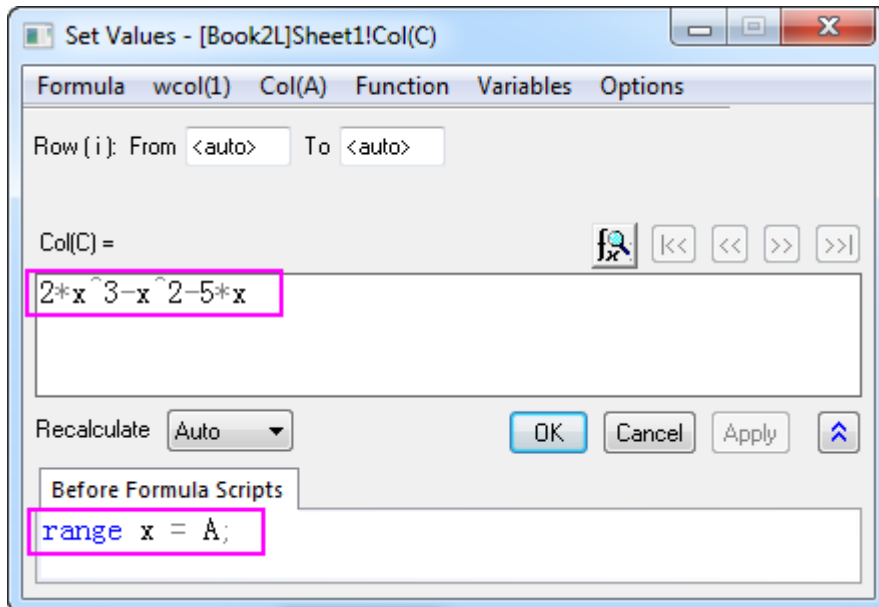 Set Values - [Book2L]Sheet1!Col(C)
Formula wcol(1) Col(A) Function Variables Options
Row (i): From <auto> To <auto>
Col(C) =
|<< << >> >>|
2*x^3-x^2-5*x
Recalculate Auto OK Cancel Apply
Before Formula Scripts
range x = A;